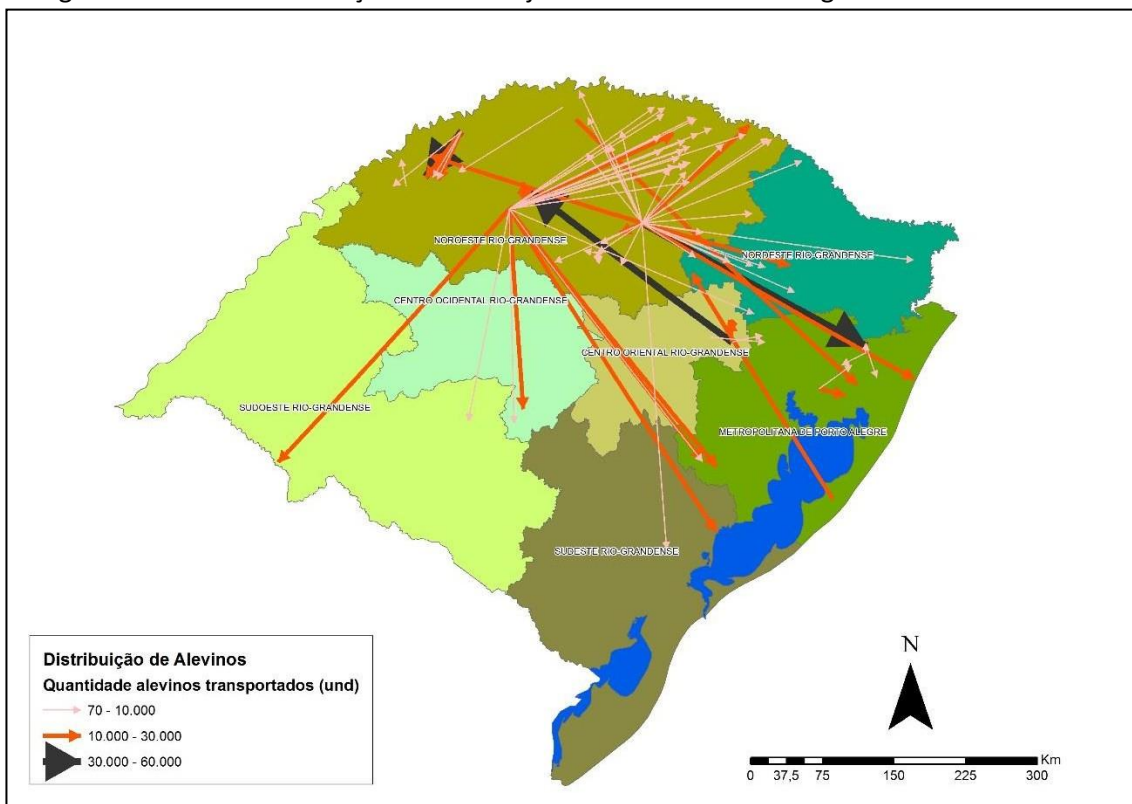 NOROESTE RIO-GRANDENSE
NORDESTE RIO-GRANDENSE
CENTRO OCIDENTAL RIO-GRANDENSE
CENTRO ORIENTAL RIO-GRANDENSE
SUDOESTE RIO-GRANDENSE
METROPOLITANA DE PORTO ALEGRE
SUDESTE RIO-GRANDENSE
Distribuição de Alevinos
Quantidade alevinos transportados (und)
70 - 10.000
10.000 - 30.000
30.000 - 60.000
N
Km
0 37,5 75 150 225 300